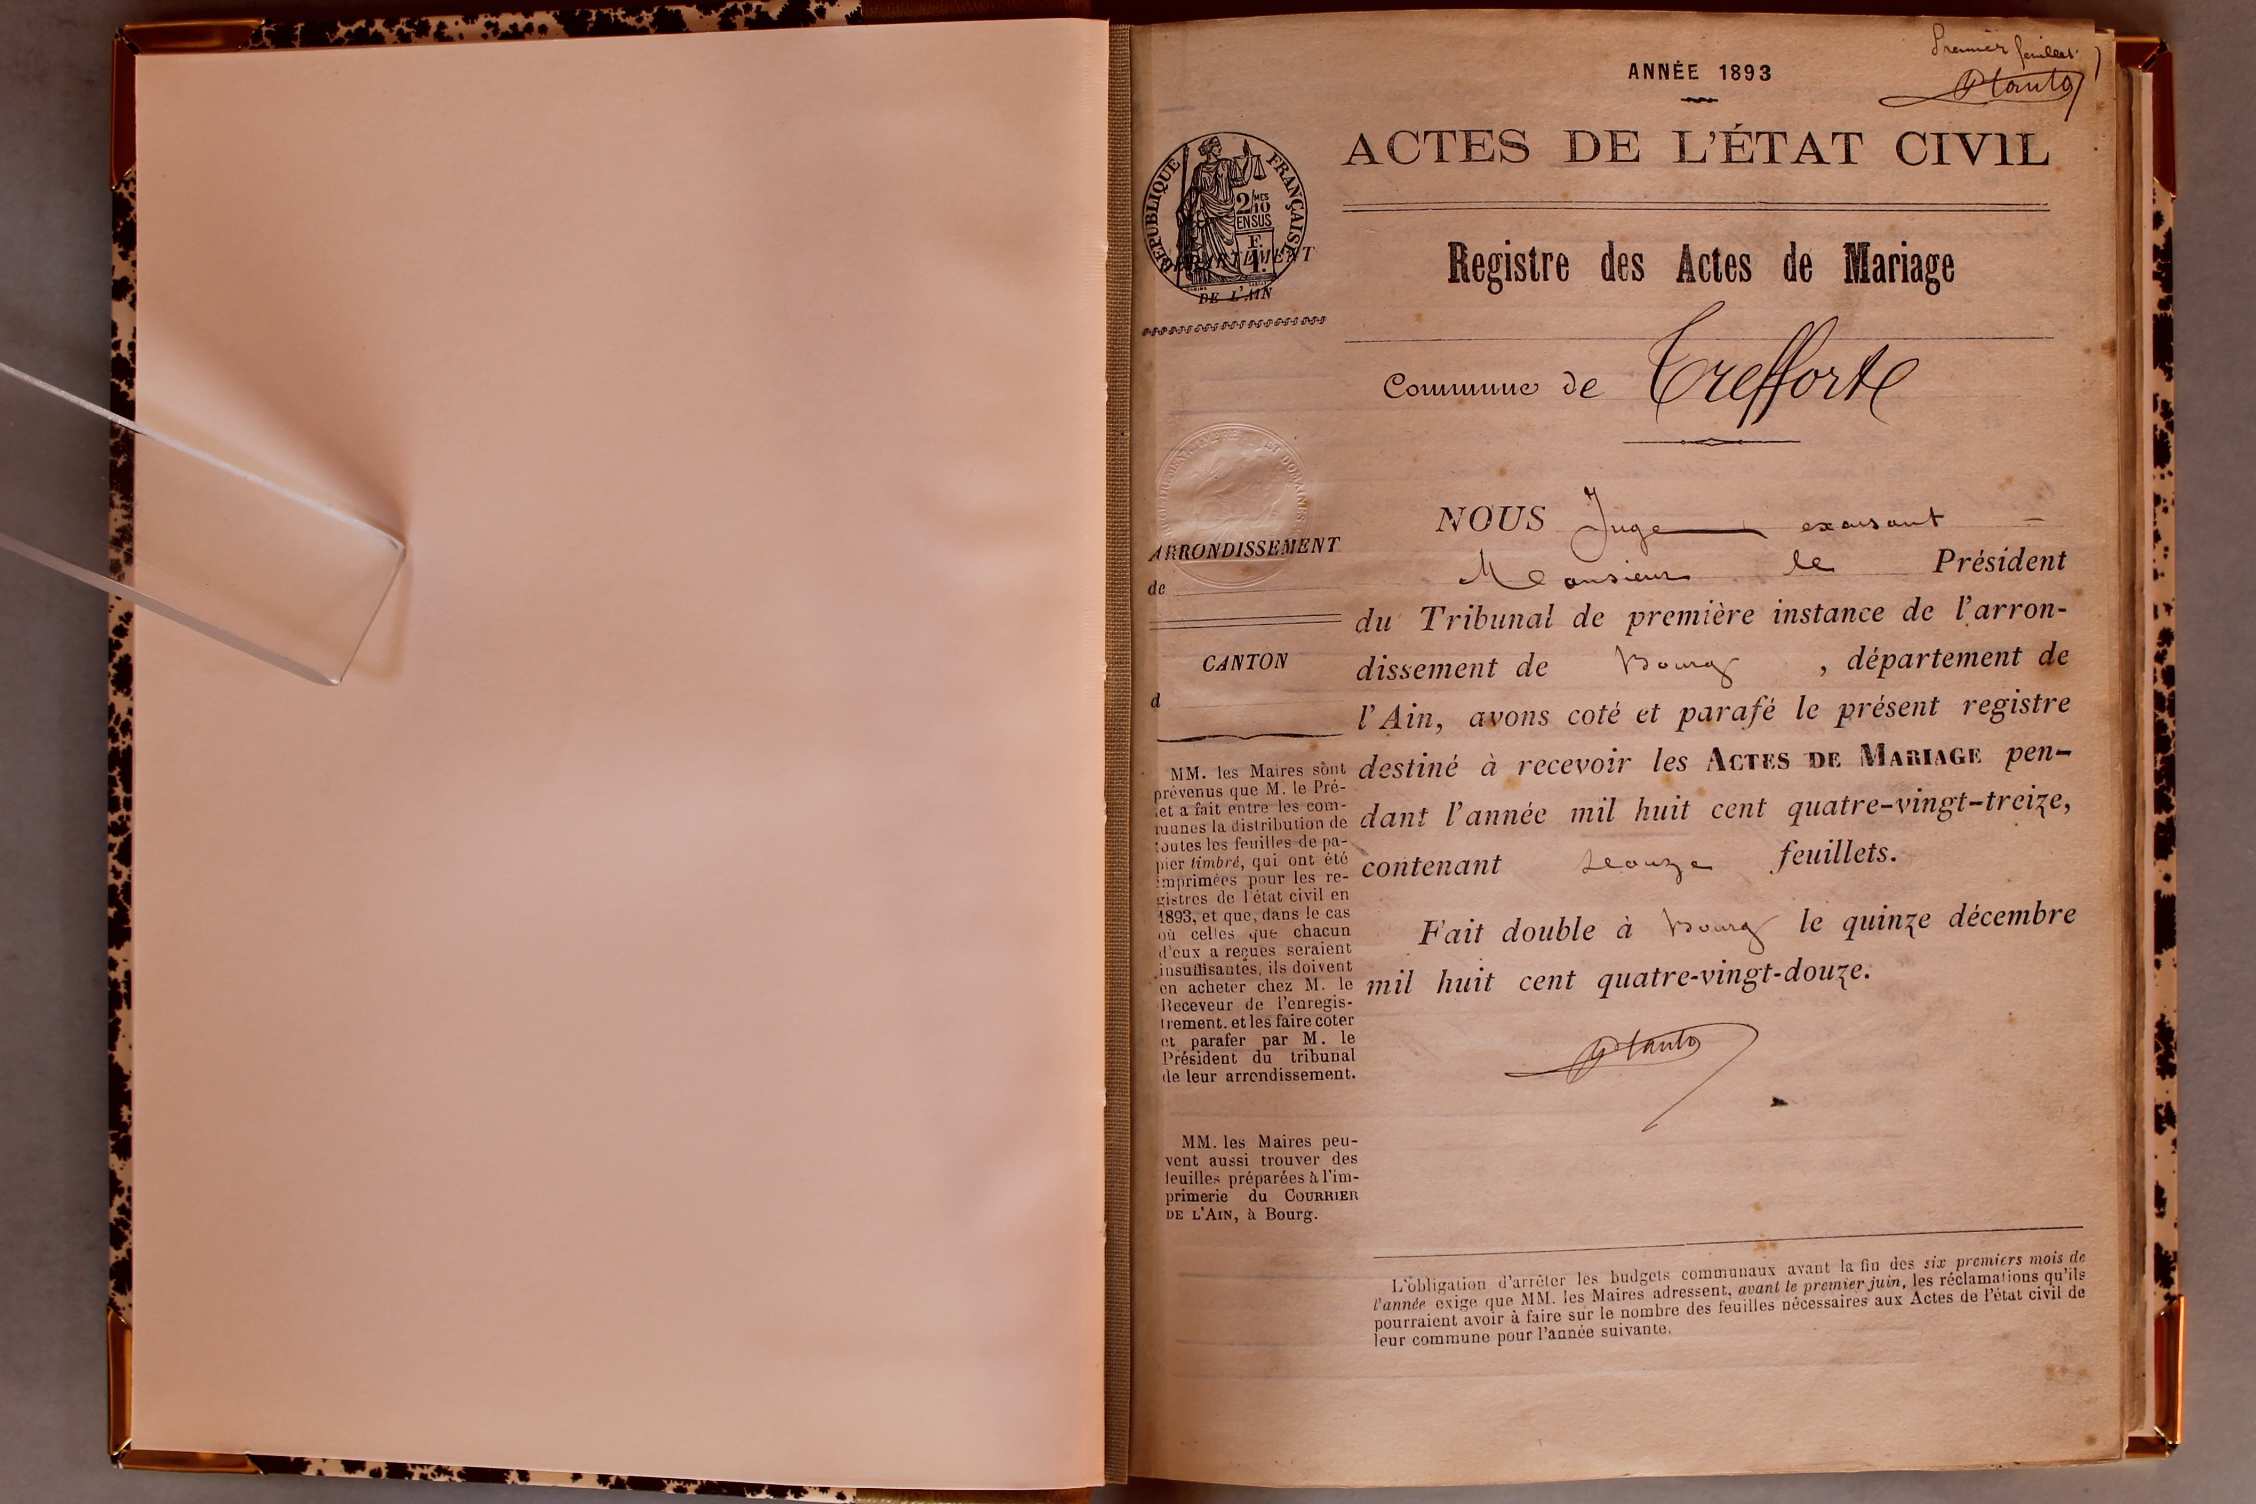 Premier feuillet
ANNÉE 1893
ACTES DE L'ÉTAT CIVIL
RÉPUBLIQUE FRANÇAISE
2/10 MES
EN SUS
DÉPARTEMENT
DE L'AIN
Registre des Actes de Mariage
Commune de Treffort
NOUS Juge
Monsieur le Président
du Tribunal de première instance de l'arron-
dissement de Bourg, département de
l'Ain, avons coté et parafé le présent registre
destiné à recevoir les ACTES DE MARIAGE pen-
dant l'année mil huit cent quatre-vingt-treize,
contenant feuillets.
Fait double à Bourg le quinze décembre
mil huit cent quatre-vingt-douze.
ARRONDISSEMENT
de
CANTON
d
MM. les Maires sont
prévenus que M. le Pré-
fet a fait entre les com-
munes la distribution de
toutes les feuilles de pa-
pier timbré, qui ont été
imprimées pour les re-
gistres de l'état civil en
1893, et que, dans le cas
où celles que chacun
d'eux a reçues seraient
insuffisantes, ils doivent
en acheter chez M. le
Receveur de l'enregis-
trement. et les faire coter
et parafer par M. le
Président du tribunal
de leur arrondissement.
MM. les Maires peu-
vent aussi trouver des
feuilles préparées à l'im-
primerie du COURRIER
DE L'AIN, à Bourg.
L'obligation d'arrêter les budgets communaux avant la fin des six premiers mois de
l'année exige que MM. les Maires adressent, avant le premier juin, les réclamations qu'ils
pourraient avoir à faire sur le nombre des feuilles nécessaires aux Actes de l'état civil de
leur commune pour l'année suivante.